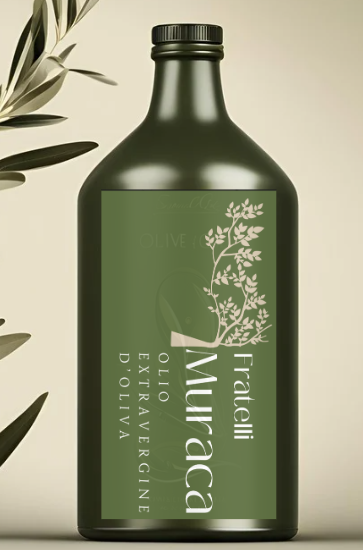 Fratelli
Muraca
OLIO
EXTRAVERGINE
D'OLIVA